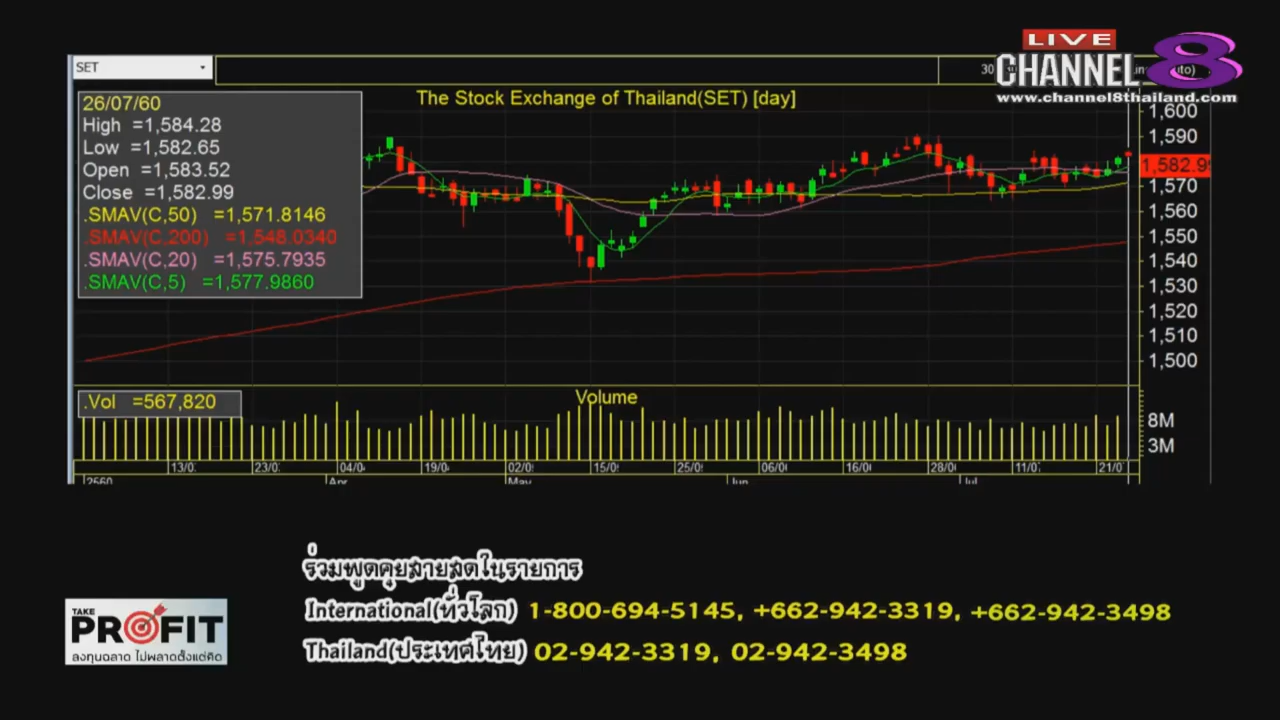 LIVE
CHANNEL 8
www.channel8thailand.com
SET
The Stock Exchange of Thailand(SET) [day]
26/07/60
High =1,584.28
Low =1,582.65
Open =1,583.52
Close =1,582.99
.SMAV(C,50) =1,571.8146
.SMAV(C,200) =1,548.0340
.SMAV(C,20) =1,575.7935
.SMAV(C,5) =1,577.9860
1,600
1,590
1,582.99
1,570
1,560
1,550
1,540
1,530
1,520
1,510
1,500
.Vol =567,820
Volume
8M
3M
13/0 23/0 04/0 19/0 02/0 15/0 25/0 06/0 16/0 28/0 11/0 21/0
2560 Apr May Jun Jul
ร่วมพูดคุยสายสดในรายการ
International(ทั่วโลก) 1-800-694-5145, +662-942-3319, +662-942-3498
Thailand(ประเทศไทย) 02-942-3319, 02-942-3498
TAKE
PROFIT
ลงทุนฉลาด ไม่พลาดตั้งแต่คิด